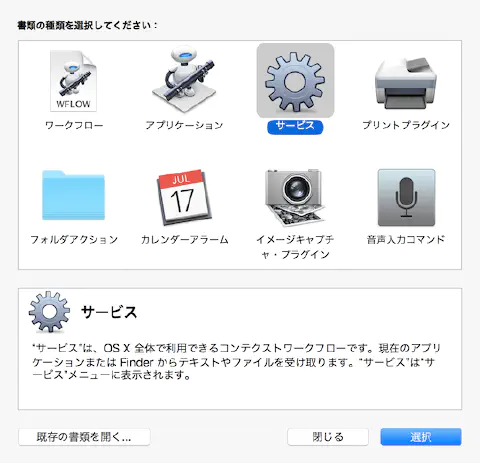 書類の種類を選択してください：
WFLOW
ワークフロー
アプリケーション
サービス
プリントプラグイン
フォルダアクション
JUL
17
カレンダーアラーム
イメージキャプチ
ャ・プラグイン
音声入力コマンド
サービス
“サービス”は、OS X 全体で利用できるコンテクストワークフローです。現在のアプリ
ケーションまたは Finder からテキストやファイルを受け取ります。“サービス”は“サ
ービス”メニューに表示されます。
既存の書類を開く...
閉じる
選択